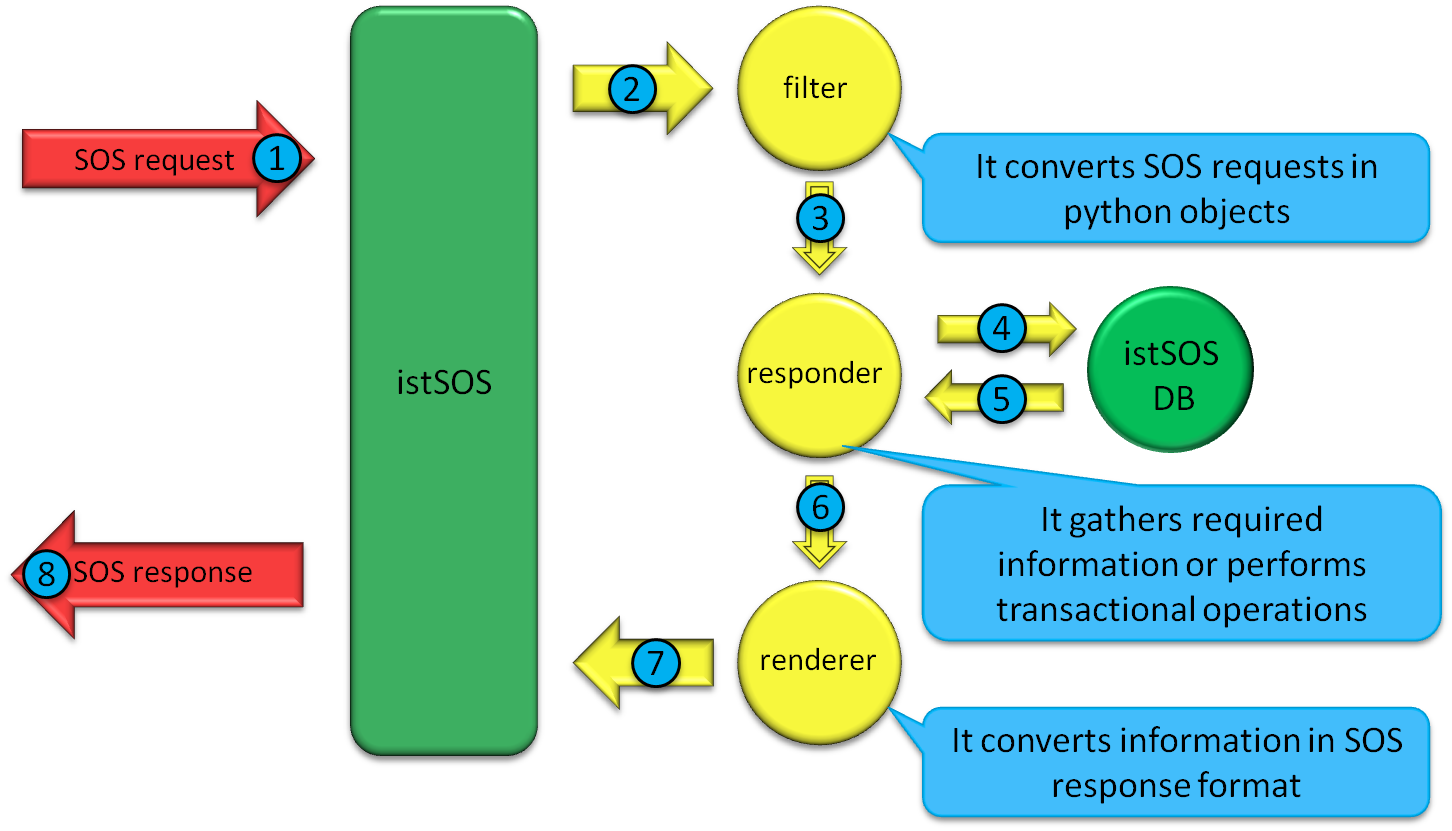 2
filter
SOS request
1
It converts SOS requests in
python objects
3
4
istSOS
DB
istSOS
responder
5
6
It gathers required
information or performs
transactional operations
8
SOS response
7
renderer
It converts information in SOS
response format